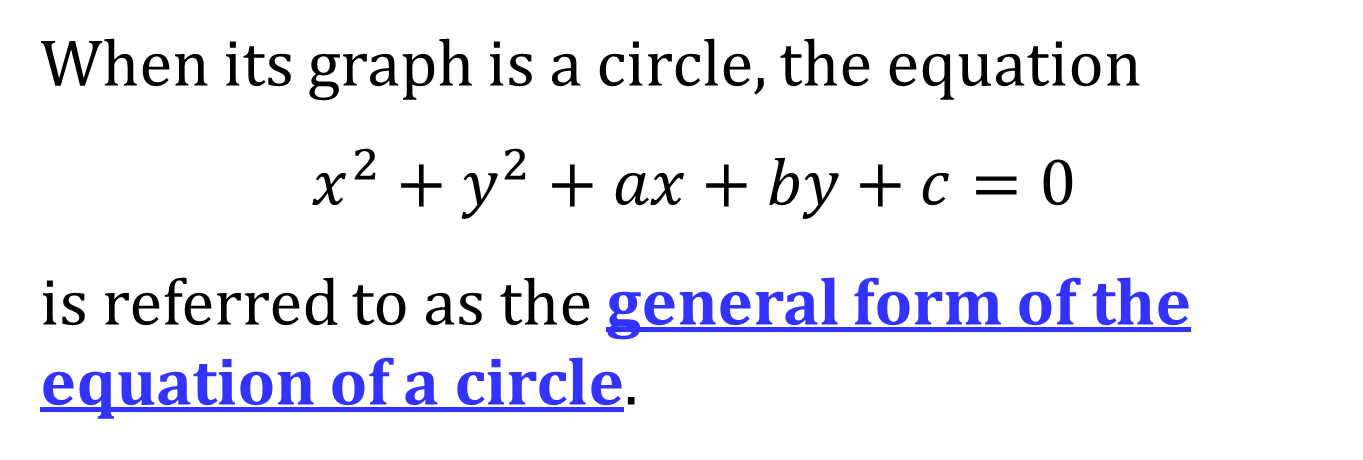 When its graph is a circle, the equation
x² + y² + ax + by + c = 0
is referred to as the general form of the
equation of a circle.